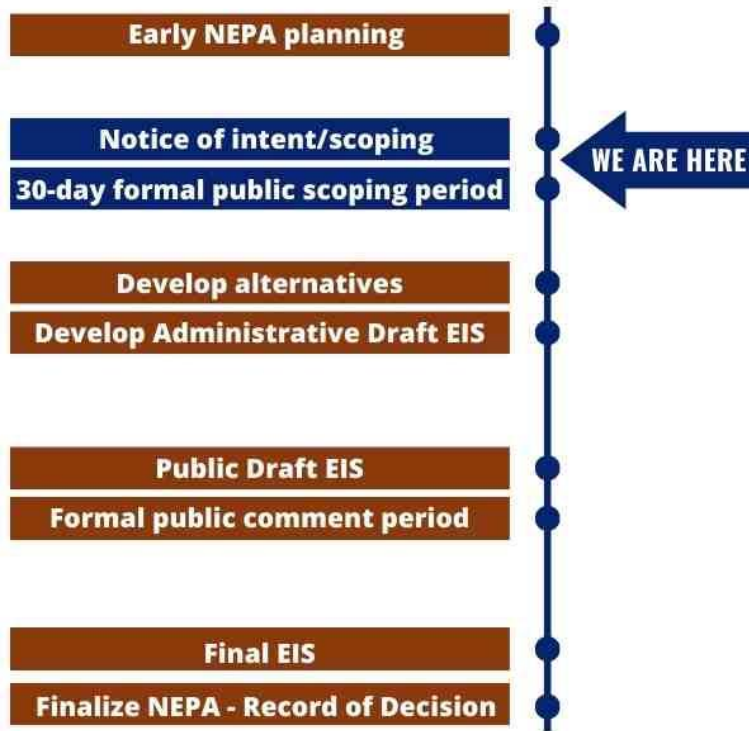 Early NEPA planning
Notice of intent/scoping
WE ARE HERE
30-day formal public scoping period
Develop alternatives
Develop Administrative Draft EIS
Public Draft EIS
Formal public comment period
Final EIS
Finalize NEPA - Record of Decision